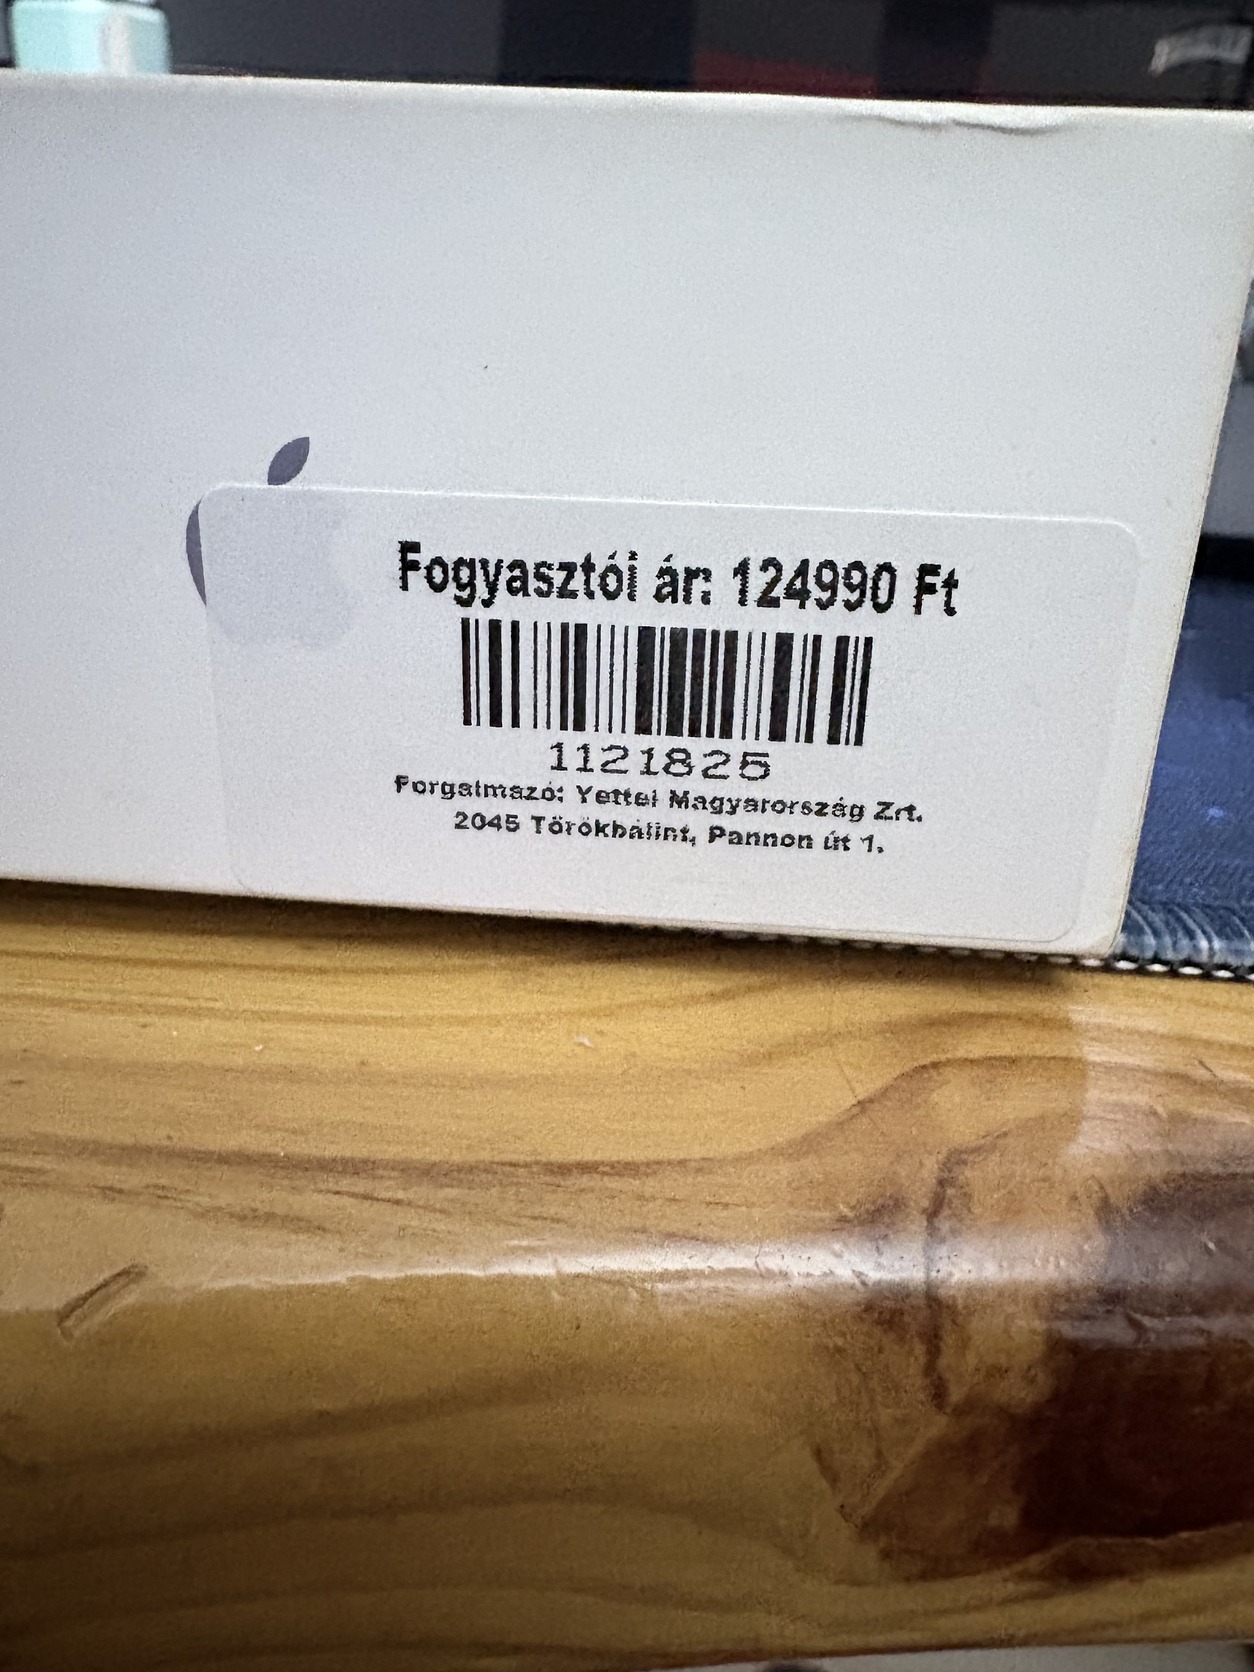 Fogyasztói ár: 124990 Ft
1121825
Forgalmazó: Yettel Magyarország Zrt.
2045 Törökbálint, Pannon út 1.